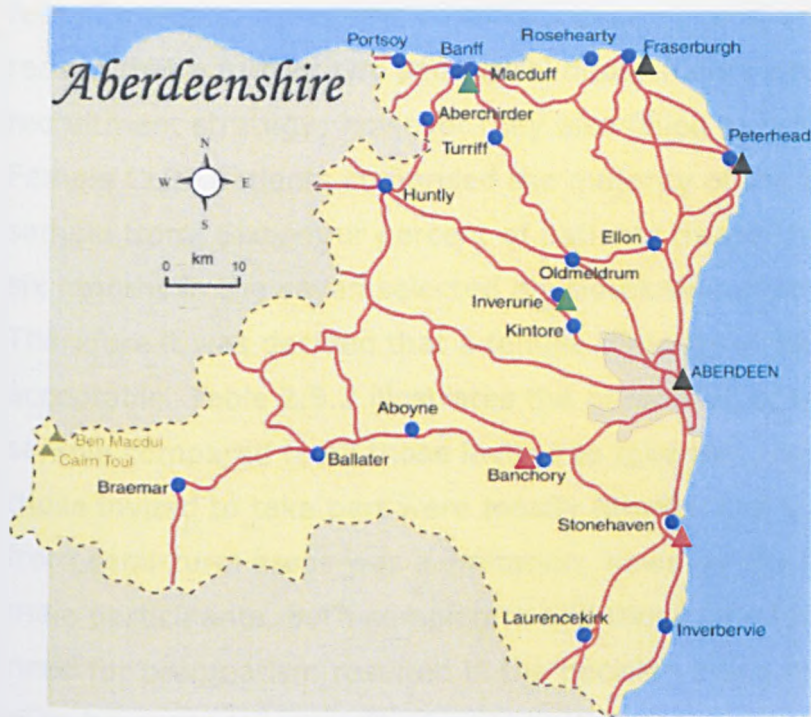 Aberdeenshire
Portsoy
Banff
Rosehearty
Fraserburgh
Macduff
Aberchirder
Turriff
Peterhead
N
W
E
S
Huntly
km
0
10
Ellon
Oldmeldrum
Inverurie
Kintore
ABERDEEN
Aboyne
Ben Macdui
Cairn Toul
Ballater
Braemar
Banchory
Stonehaven
Laurencekirk
Inverbervie